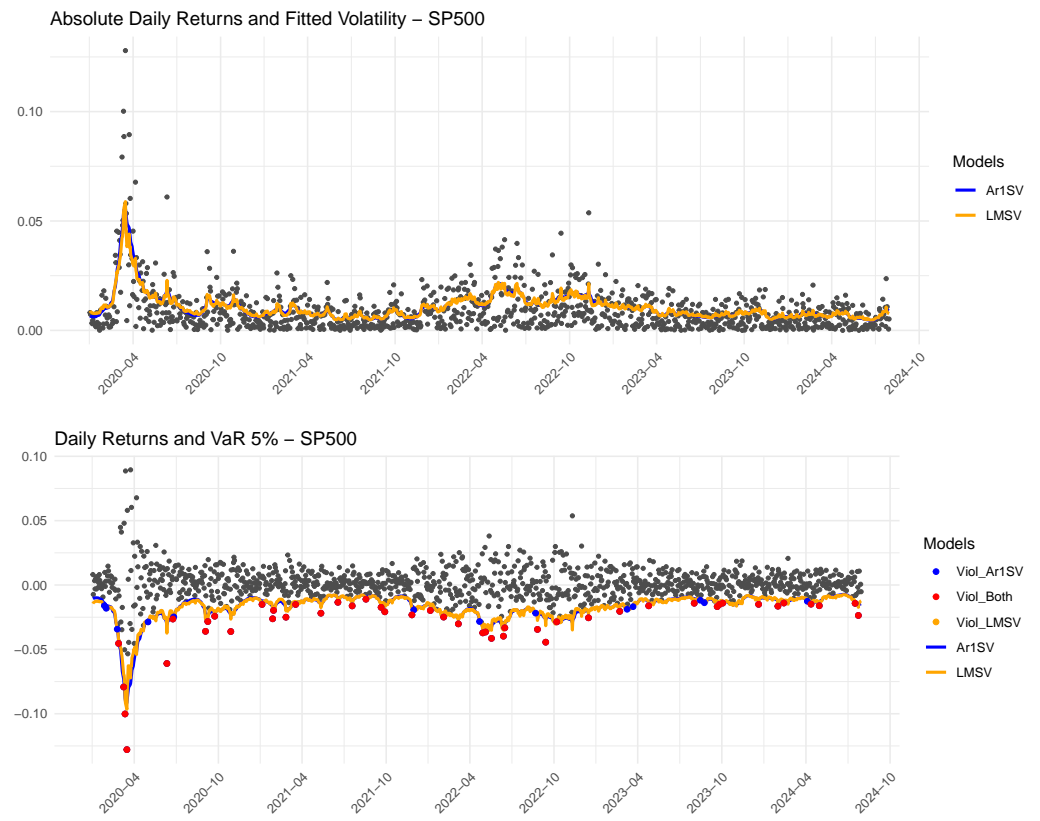 Absolute Daily Returns and Fitted Volatility – SP500
0.10
0.05
0.00
2020−04
2020−10
2021−04
2021−10
2022−04
2022−10
2023−04
2023−10
2024−04
2024−10
Models
Ar1SV
LMSV
Daily Returns and VaR 5% – SP500
0.10
0.05
0.00
−0.05
−0.10
2020−04
2020−10
2021−04
2021−10
2022−04
2022−10
2023−04
2023−10
2024−04
2024−10
Models
Viol_Ar1SV
Viol_Both
Viol_LMSV
Ar1SV
LMSV